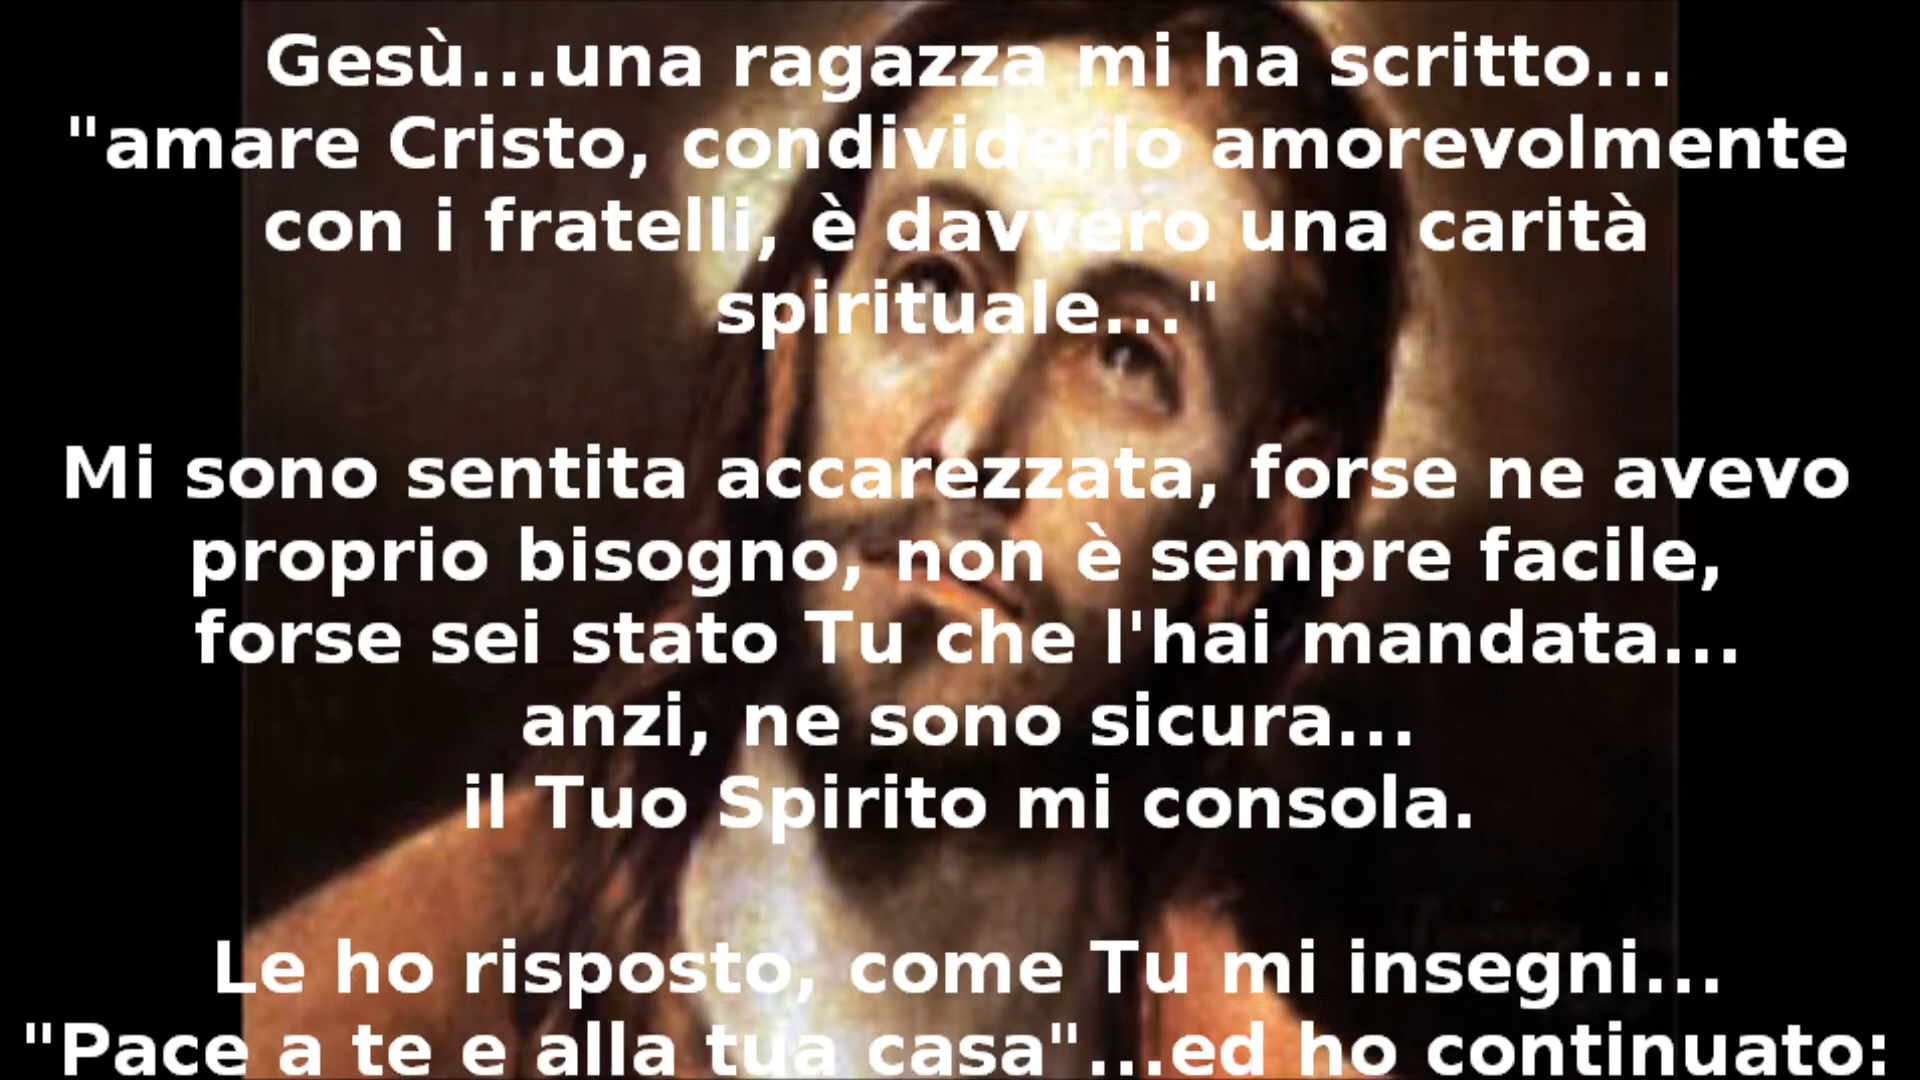 Gesù...una ragazza mi ha scritto...
"amare Cristo, condividerlo amorevolmente
con i fratelli, è davvero una carità
spirituale..."
Mi sono sentita accarezzata, forse ne avevo
proprio bisogno, non è sempre facile,
forse sei stato Tu che l'hai mandata...
anzi, ne sono sicura...
il Tuo Spirito mi consola.
Le ho risposto, come Tu mi insegni...
"Pace a te e alla tua casa"...ed ho continuato: